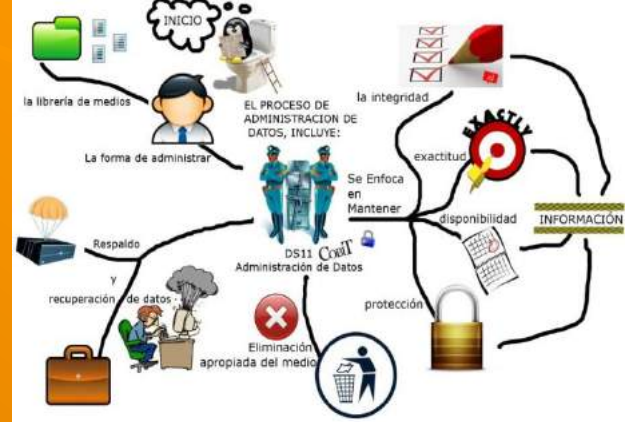 INICIO
la librería de medios
La forma de administrar
EL PROCESO DE
ADMINISTRACION DE
DATOS, INCLUYE:
la integridad
EXACTLY
exactitud
Se Enfoca
en
Mantener
disponibilidad
INFORMACIÓN
DS11 COBIT
Administración de Datos
Respaldo
y
recuperación de datos
protección
Eliminación
apropiada del medio